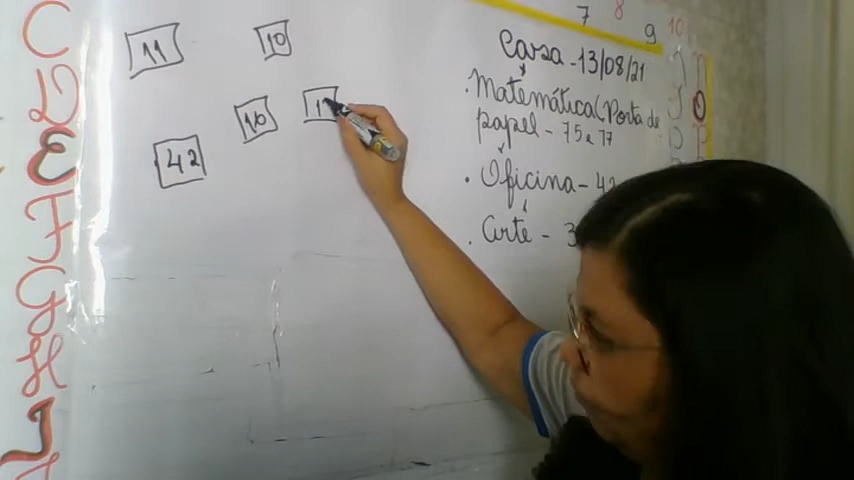 7 8 9 10
11
10
10
42
Casa - 13/08/21
. Matemática (Porta de
papel - 75 e 77
. Oficina - 42
. Arte - 3
C
D
E
F
G
H
I